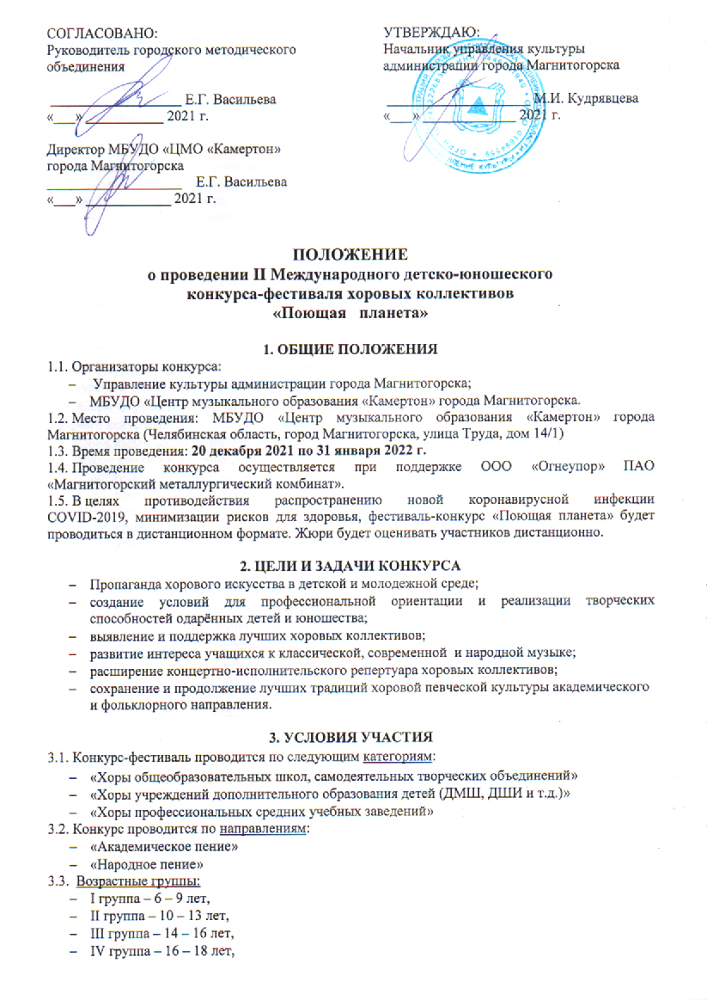 СОГЛАСОВАНО:
Руководитель городского методического
объединения
__________________ Е.Г. Васильева
«___» ______________ 2021 г.
Директор МБУДО «ЦМО «Камертон»
города Магнитогорска
__________________ Е.Г. Васильева
«___» ____________ 2021 г.
УТВЕРЖДАЮ:
Начальник управления культуры
администрации города Магнитогорска
____________________ М.И. Кудрявцева
«___» _____________ 2021 г.
ПОЛОЖЕНИЕ
о проведении II Международного детско-юношеского
конкурса-фестиваля хоровых коллективов
«Поющая планета»
1. ОБЩИЕ ПОЛОЖЕНИЯ
1.1. Организаторы конкурса:
– Управление культуры администрации города Магнитогорска;
– МБУДО «Центр музыкального образования «Камертон» города Магнитогорска.
1.2. Место проведения: МБУДО «Центр музыкального образования «Камертон» города
Магнитогорска (Челябинская область, город Магнитогорска, улица Труда, дом 14/1)
1.3. Время проведения: 20 декабря 2021 по 31 января 2022 г.
1.4. Проведение конкурса осуществляется при поддержке ООО «Огнеупор» ПАО
«Магнитогорский металлургический комбинат».
1.5. В целях противодействия распространению новой коронавирусной инфекции
COVID-2019, минимизации рисков для здоровья, фестиваль-конкурс «Поющая планета» будет
проводиться в дистанционном формате. Жюри будет оценивать участников дистанционно.
2. ЦЕЛИ И ЗАДАЧИ КОНКУРСА
– Пропаганда хорового искусства в детской и молодежной среде;
– создание условий для профессиональной ориентации и реализации творческих
способностей одарённых детей и юношества;
– выявление и поддержка лучших хоровых коллективов;
– развитие интереса учащихся к классической, современной и народной музыке;
– расширение концертно-исполнительского репертуара хоровых коллективов;
– сохранение и продолжение лучших традиций хоровой певческой культуры академического
и фольклорного направления.
3. УСЛОВИЯ УЧАСТИЯ
3.1. Конкурс-фестиваль проводится по следующим категориям:
– «Хоры общеобразовательных школ, самодеятельных творческих объединений»
– «Хоры учреждений дополнительного образования детей (ДМШ, ДШИ и т.д.)»
– «Хоры профессиональных средних учебных заведений»
3.2. Конкурс проводится по направлениям:
– «Академическое пение»
– «Народное пение»
3.3. Возрастные группы:
– I группа – 6 – 9 лет,
– II группа – 10 – 13 лет,
– III группа – 14 – 16 лет,
– IV группа – 16 – 18 лет,